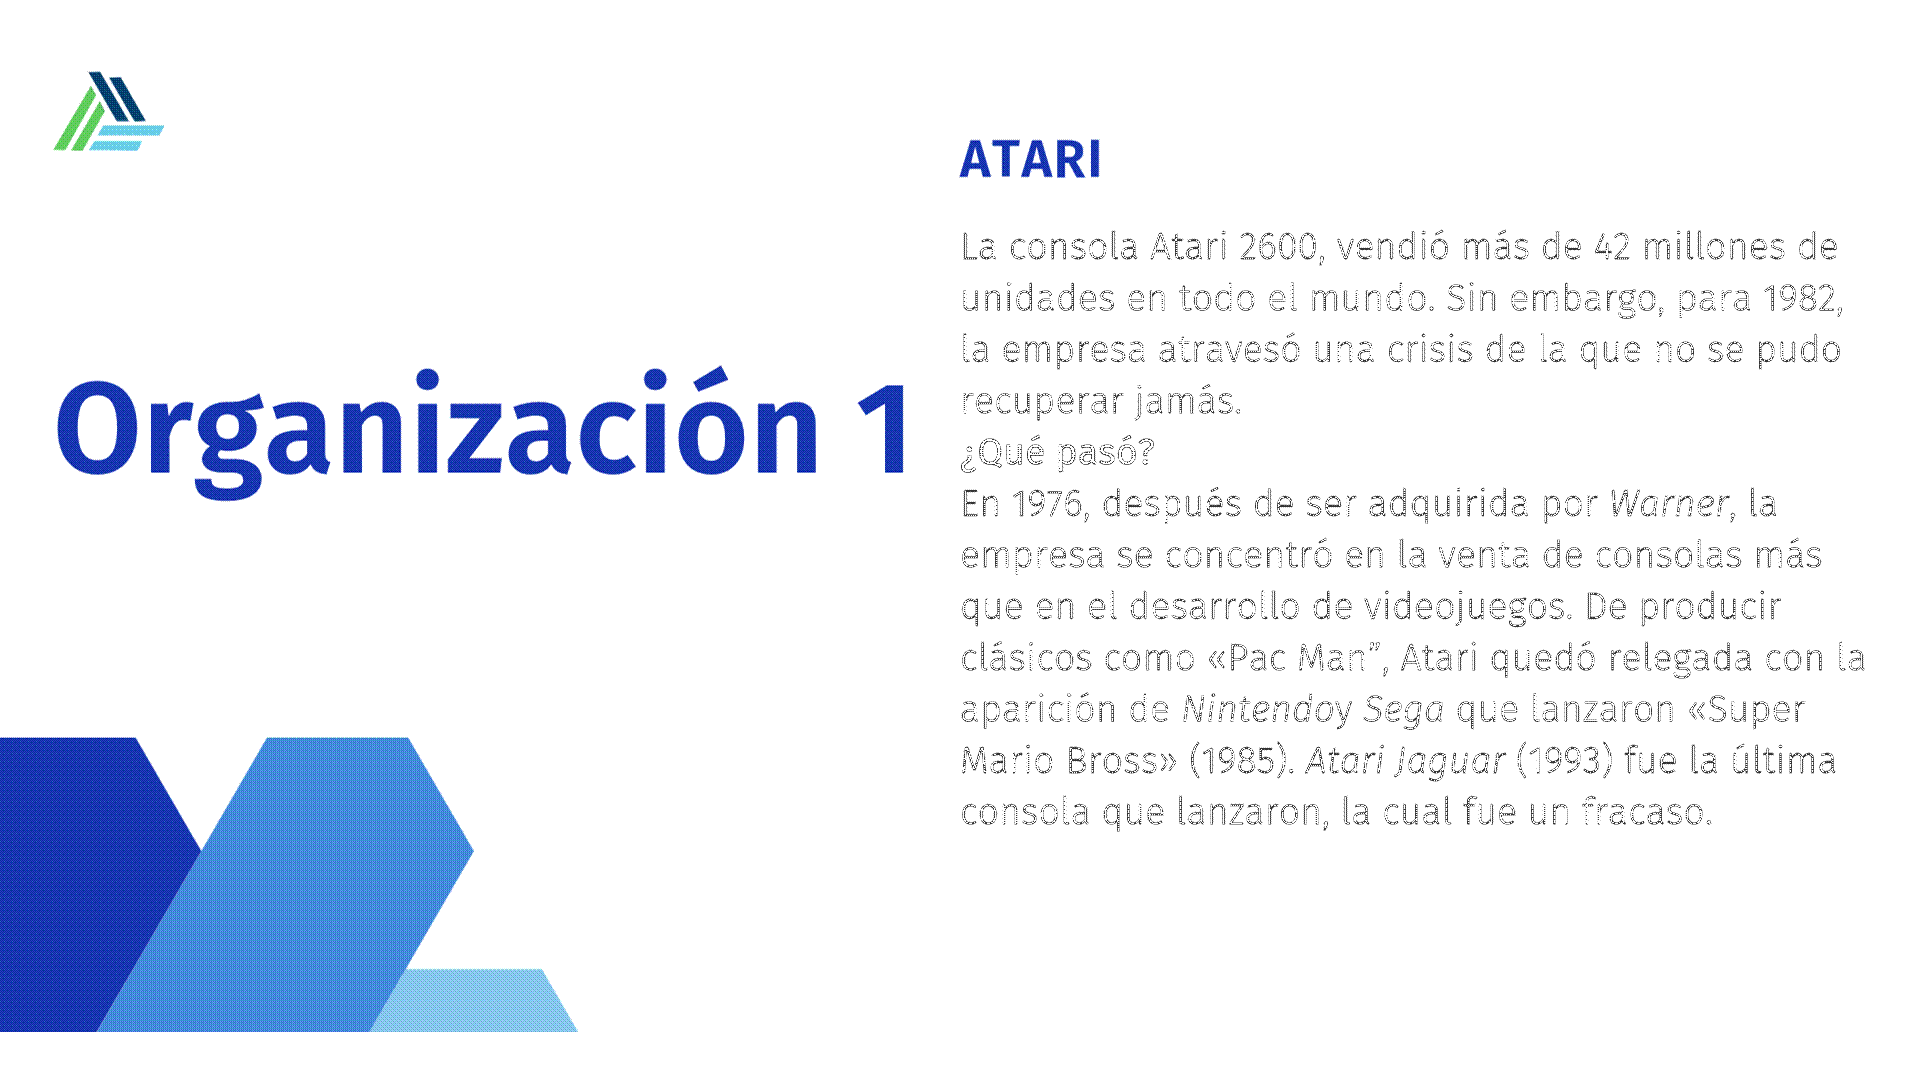 Organización 1
ATARI
La consola Atari 2600, vendió más de 42 millones de
unidades en todo el mundo. Sin embargo, para 1982,
la empresa atravesó una crisis de la que no se pudo
recuperar jamás.
¿Qué pasó?
En 1976, después de ser adquirida por Warner, la
empresa se concentró en la venta de consolas más
que en el desarrollo de videojuegos. De producir
clásicos como «Pac Man”, Atari quedó relegada con la
aparición de Nintendoy Sega que lanzaron «Super
Mario Bross» (1985). Atari Jaguar (1993) fue la última
consola que lanzaron, la cual fue un fracaso.